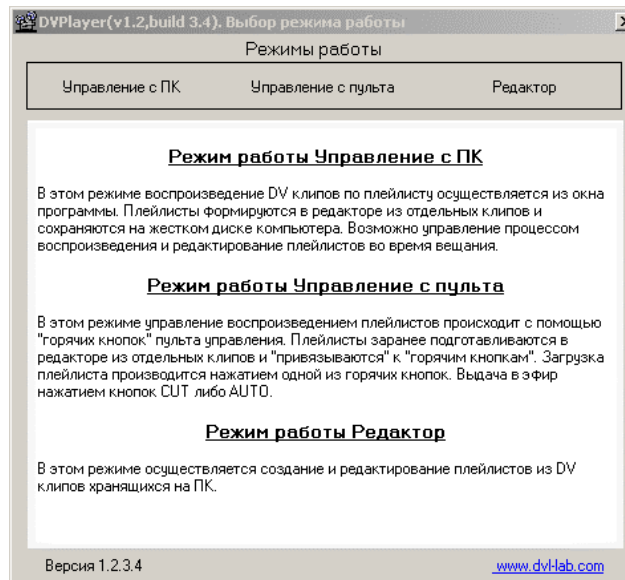 DVPlayer(v1.2,build 3.4). Выбор режима работы
Режимы работы
Управление с ПК Управление с пульта Редактор
Режим работы Управление с ПК
В этом режиме воспроизведение DV клипов по плейлисту осуществляется из окна
программы. Плейлисты формируются в редакторе из отдельных клипов и
сохраняются на жестком диске компьютера. Возможно управление процессом
воспроизведения и редактирование плейлистов во время вещания.
Режим работы Управление с пульта
В этом режиме управление воспроизведением плейлистов происходит с помощью
"горячих кнопок" пульта управления. Плейлисты заранее подготавливаются в
редакторе из отдельных клипов и "привязываются" к "горячим кнопкам". Загрузка
плейлиста производится нажатием одной из горячих кнопок. Выдача в эфир
нажатием кнопок CUT либо AUTO.
Режим работы Редактор
В этом режиме осуществляется создание и редактирование плейлистов из DV
клипов хранящихся на ПК.
Версия 1.2.3.4 www.dvl-lab.com